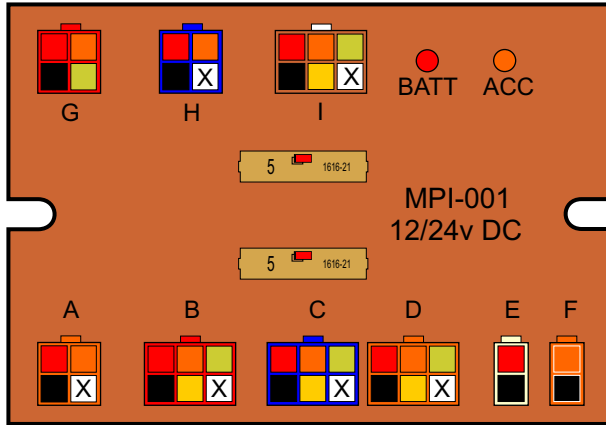 X
X
BATT ACC
G H I
5 1616-21
MPI-001
12/24v DC
5 1616-21
A B C D E F
X X X X